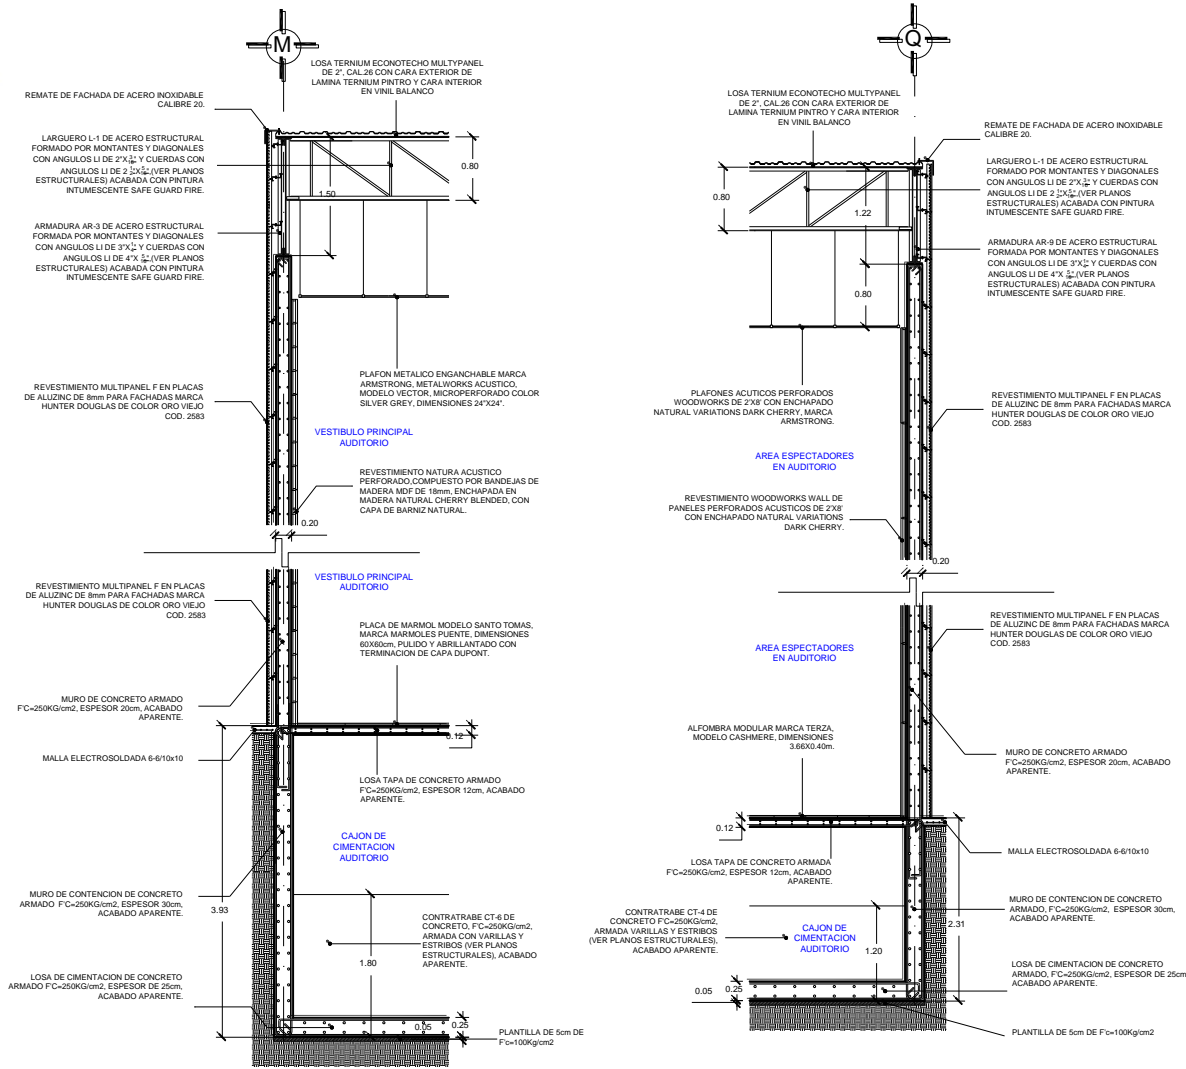 M
LOSA TERNIUM ECONOTECHO MULTYPANEL
DE 2", CAL.26 CON CARA EXTERIOR DE
LAMINA TERNIUM PINTRO Y CARA INTERIOR
EN VINIL BALANCO
REMATE DE FACHADA DE ACERO INOXIDABLE
CALIBRE 20.
LARGUERO L-1 DE ACERO ESTRUCTURAL
FORMADO POR MONTANTES Y DIAGONALES
CON ANGULOS LI DE 2"X Y CUERDAS CON
ANGULOS LI DE 2 (VER PLANOS
ESTRUCTURALES) ACABADA CON PINTURA
INTUMESCENTE SAFE GUARD FIRE.
0.80
1.50
ARMADURA AR-3 DE ACERO ESTRUCTURAL
FORMADA POR MONTANTES Y DIAGONALES
CON ANGULOS LI DE 3"X Y CUERDAS CON
ANGULOS LI DE 4"X (VER PLANOS
ESTRUCTURALES) ACABADA CON PINTURA
INTUMESCENTE SAFE GUARD FIRE.
PLAFON METALICO ENGANCHABLE MARCA
ARMSTRONG, METALWORKS ACUSTICO,
MODELO VECTOR, MICROPERFORADO COLOR
SILVER GREY, DIMENSIONES 24"X24".
REVESTIMIENTO MULTIPANEL F EN PLACAS
DE ALUZINC DE 8mm PARA FACHADAS MARCA
HUNTER DOUGLAS DE COLOR ORO VIEJO
COD. 2583
VESTIBULO PRINCIPAL
AUDITORIO
REVESTIMIENTO NATURA ACUSTICO
PERFORADO,COMPUESTO POR BANDEJAS DE
MADERA MDF DE 18mm, ENCHAPADA EN
MADERA NATURAL CHERRY BLENDED, CON
CAPA DE BARNIZ NATURAL.
0.20
VESTIBULO PRINCIPAL
AUDITORIO
REVESTIMIENTO MULTIPANEL F EN PLACAS
DE ALUZINC DE 8mm PARA FACHADAS MARCA
HUNTER DOUGLAS DE COLOR ORO VIEJO
COD. 2583
PLACA DE MARMOL MODELO SANTO TOMAS,
MARCA MARMOLES PUENTE, DIMENSIONES
60X60cm, PULIDO Y ABRILLANTADO CON
TERMINACION DE CAPA DUPONT.
MURO DE CONCRETO ARMADO
F'C=250KG/cm2, ESPESOR 20cm, ACABADO
APARENTE.
0.12
MALLA ELECTROSOLDADA 6-6/10x10
LOSA TAPA DE CONCRETO ARMADO
F'C=250KG/cm2, ESPESOR 12cm, ACABADO
APARENTE.
CAJON DE
CIMENTACION
AUDITORIO
MURO DE CONTENCION DE CONCRETO
ARMADO F'C=250KG/cm2, ESPESOR 30cm,
ACABADO APARENTE.
3.93
CONTRATRABE CT-6 DE
CONCRETO, F'C=250KG/cm2,
ARMADA CON VARILLAS Y
ESTRIBOS (VER PLANOS
ESTRUCTURALES), ACABADO
APARENTE.
1.80
LOSA DE CIMENTACION DE CONCRETO
ARMADO F'C=250KG/cm2, ESPESOR DE 25cm,
ACABADO APARENTE.
0.05
0.25
PLANTILLA DE 5cm DE
F'c=100Kg/cm2
Q
LOSA TERNIUM ECONOTECHO MULTYPANEL
DE 2", CAL.26 CON CARA EXTERIOR DE
LAMINA TERNIUM PINTRO Y CARA INTERIOR
EN VINIL BALANCO
REMATE DE FACHADA DE ACERO INOXIDABLE
CALIBRE 20.
LARGUERO L-1 DE ACERO ESTRUCTURAL
FORMADO POR MONTANTES Y DIAGONALES
CON ANGULOS LI DE 2"X Y CUERDAS CON
ANGULOS LI DE 2 (VER PLANOS
ESTRUCTURALES) ACABADA CON PINTURA
INTUMESCENTE SAFE GUARD FIRE.
0.80
1.22
ARMADURA AR-9 DE ACERO ESTRUCTURAL
FORMADA POR MONTANTES Y DIAGONALES
CON ANGULOS LI DE 3"X Y CUERDAS CON
ANGULOS LI DE 4"X (VER PLANOS
ESTRUCTURALES) ACABADA CON PINTURA
INTUMESCENTE SAFE GUARD FIRE.
0.80
PLAFONES ACUTICOS PERFORADOS
WOODWORKS DE 2'X8' CON ENCHAPADO
NATURAL VARIATIONS DARK CHERRY, MARCA
ARMSTRONG.
REVESTIMIENTO MULTIPANEL F EN PLACAS
DE ALUZINC DE 8mm PARA FACHADAS MARCA
HUNTER DOUGLAS DE COLOR ORO VIEJO
COD. 2583
AREA ESPECTADORES
EN AUDITORIO
REVESTIMIENTO WOODWORKS WALL DE
PANELES PERFORADOS ACUSTICOS DE 2'X8'
CON ENCHAPADO NATURAL VARIATIONS
DARK CHERRY.
0.20
AREA ESPECTADORES
EN AUDITORIO
REVESTIMIENTO MULTIPANEL F EN PLACAS
DE ALUZINC DE 8mm PARA FACHADAS MARCA
HUNTER DOUGLAS DE COLOR ORO VIEJO
COD. 2583
ALFOMBRA MODULAR MARCA TERZA,
MODELO CASHMERE, DIMENSIONES
3.66X0.40m.
MURO DE CONCRETO ARMADO
F'C=250KG/cm2, ESPESOR 20cm, ACABADO
APARENTE.
0.12
LOSA TAPA DE CONCRETO ARMADA
F'C=250KG/cm2, ESPESOR 12cm, ACABADO
APARENTE.
MALLA ELECTROSOLDADA 6-6/10x10
MURO DE CONTENCION DE CONCRETO
ARMADO, F'C=250KG/cm2, ESPESOR 30cm,
ACABADO APARENTE.
2.31
CONTRATRABE CT-4 DE
CONCRETO F'C=250KG/cm2,
ARMADA VARILLAS Y ESTRIBOS
(VER PLANOS ESTRUCTURALES),
ACABADO APARENTE.
CAJON DE
CIMENTACION
AUDITORIO
1.20
LOSA DE CIMENTACION DE CONCRETO
ARMADO, F'C=250KG/cm2, ESPESOR DE 25cm
ACABADO APARENTE.
0.05
0.25
PLANTILLA DE 5cm DE F'c=100Kg/cm2